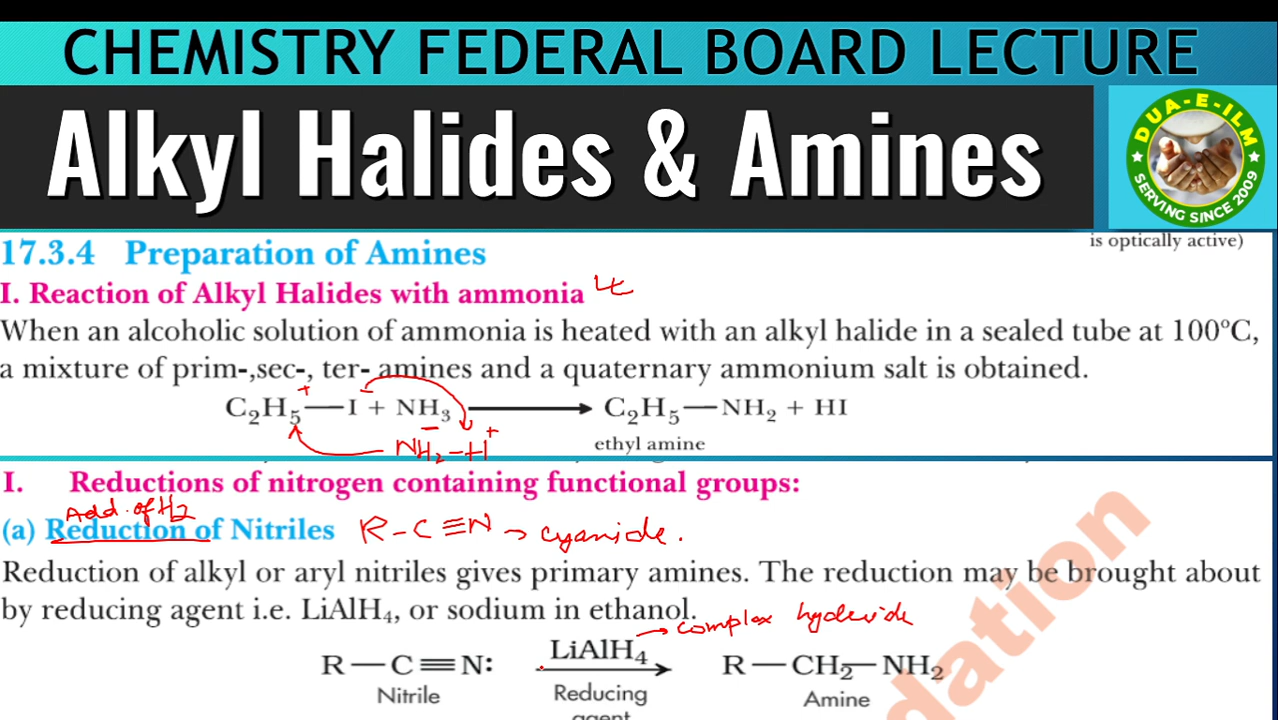 CHEMISTRY FEDERAL BOARD LECTURE
Alkyl Halides & Amines
DUA-E-ILM
SERVING SINCE 2009
is optically active)
17.3.4 Preparation of Amines
I. Reaction of Alkyl Halides with ammonia
When an alcoholic solution of ammonia is heated with an alkyl halide in a sealed tube at 100°C,
a mixture of prim-,sec-, ter- amines and a quaternary ammonium salt is obtained.
C₂H₅—I + NH₃ ⟶ C₂H₅—NH₂ + HI
+ −
ethyl amine
NH₂−H
− +
I. Reductions of nitrogen containing functional groups:
Add. of H₂
(a) Reduction of Nitriles R−C≡N → cyanide.
Reduction of alkyl or aryl nitriles gives primary amines. The reduction may be brought about
by reducing agent i.e. LiAlH₄, or sodium in ethanol.
→ complex
LiAlH₄
R—C≡N: ⟶ R—CH₂—NH₂
Nitrile Reducing Amine
agent
dation